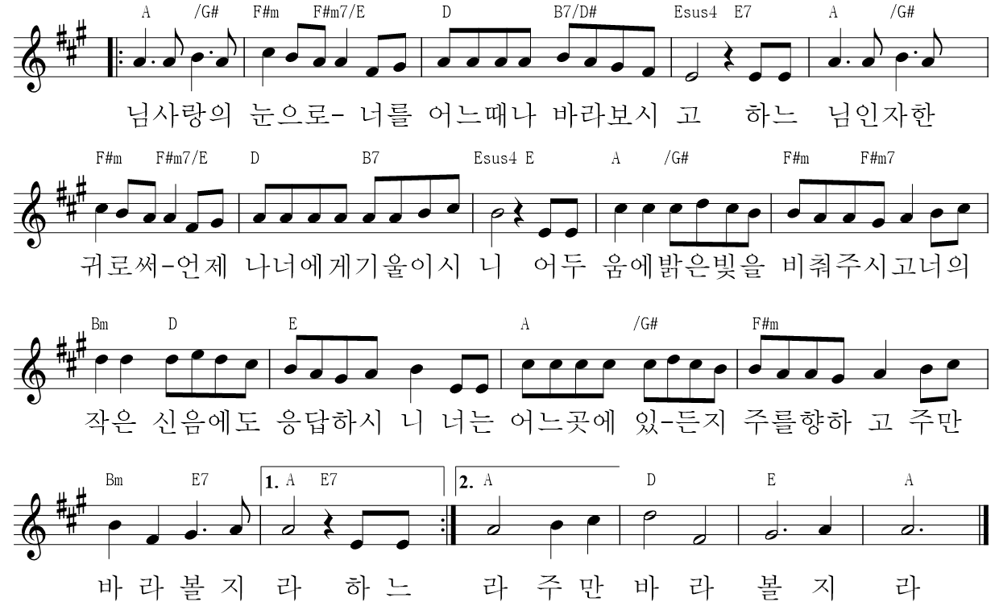 A /G# F#m F#m7/E D B7/D# Esus4 E7 A /G#
님사랑의 눈으로- 너를 어느때나 바라보시 고 하느 님인자한
F#m F#m7/E D B7 Esus4 E A /G# F#m F#m7
귀로써-언제 나너에게기울이시 니 어두 움에밝은빛을 비춰주시고너의
Bm D E A /G# F#m
작은 신음에도 응답하시 니 너는 어느곳에 있-든지 주를향하 고 주만
Bm E7 1. A E7 2. A D E A
바 라 볼 지 라 하 느 라 주 만 바 라 볼 지 라